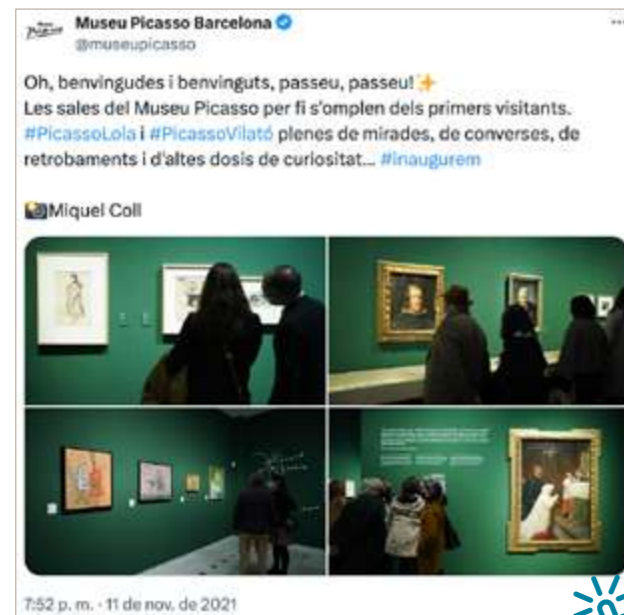 Museu Picasso Barcelona
@museupicasso
Oh, benvingudes i benvinguts, passeu, passeu!✨
Les sales del Museu Picasso per fi s'omplen dels primers visitants.
#PicassoLola i #PicassoVilató plenes de mirades, de converses, de
retrobaments i d'altes dosis de curiositat... #inaugurem
📸Miquel Coll
7:52 p. m. · 11 de nov. de 2021